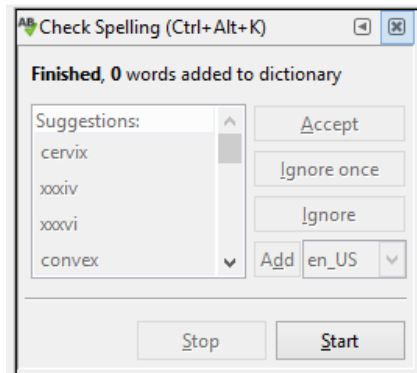 Check Spelling (Ctrl+Alt+K)
Finished, 0 words added to dictionary
Suggestions:
cervix
xxxiv
xxxvi
convex
Accept
Ignore once
Ignore
Add en_US
Stop Start